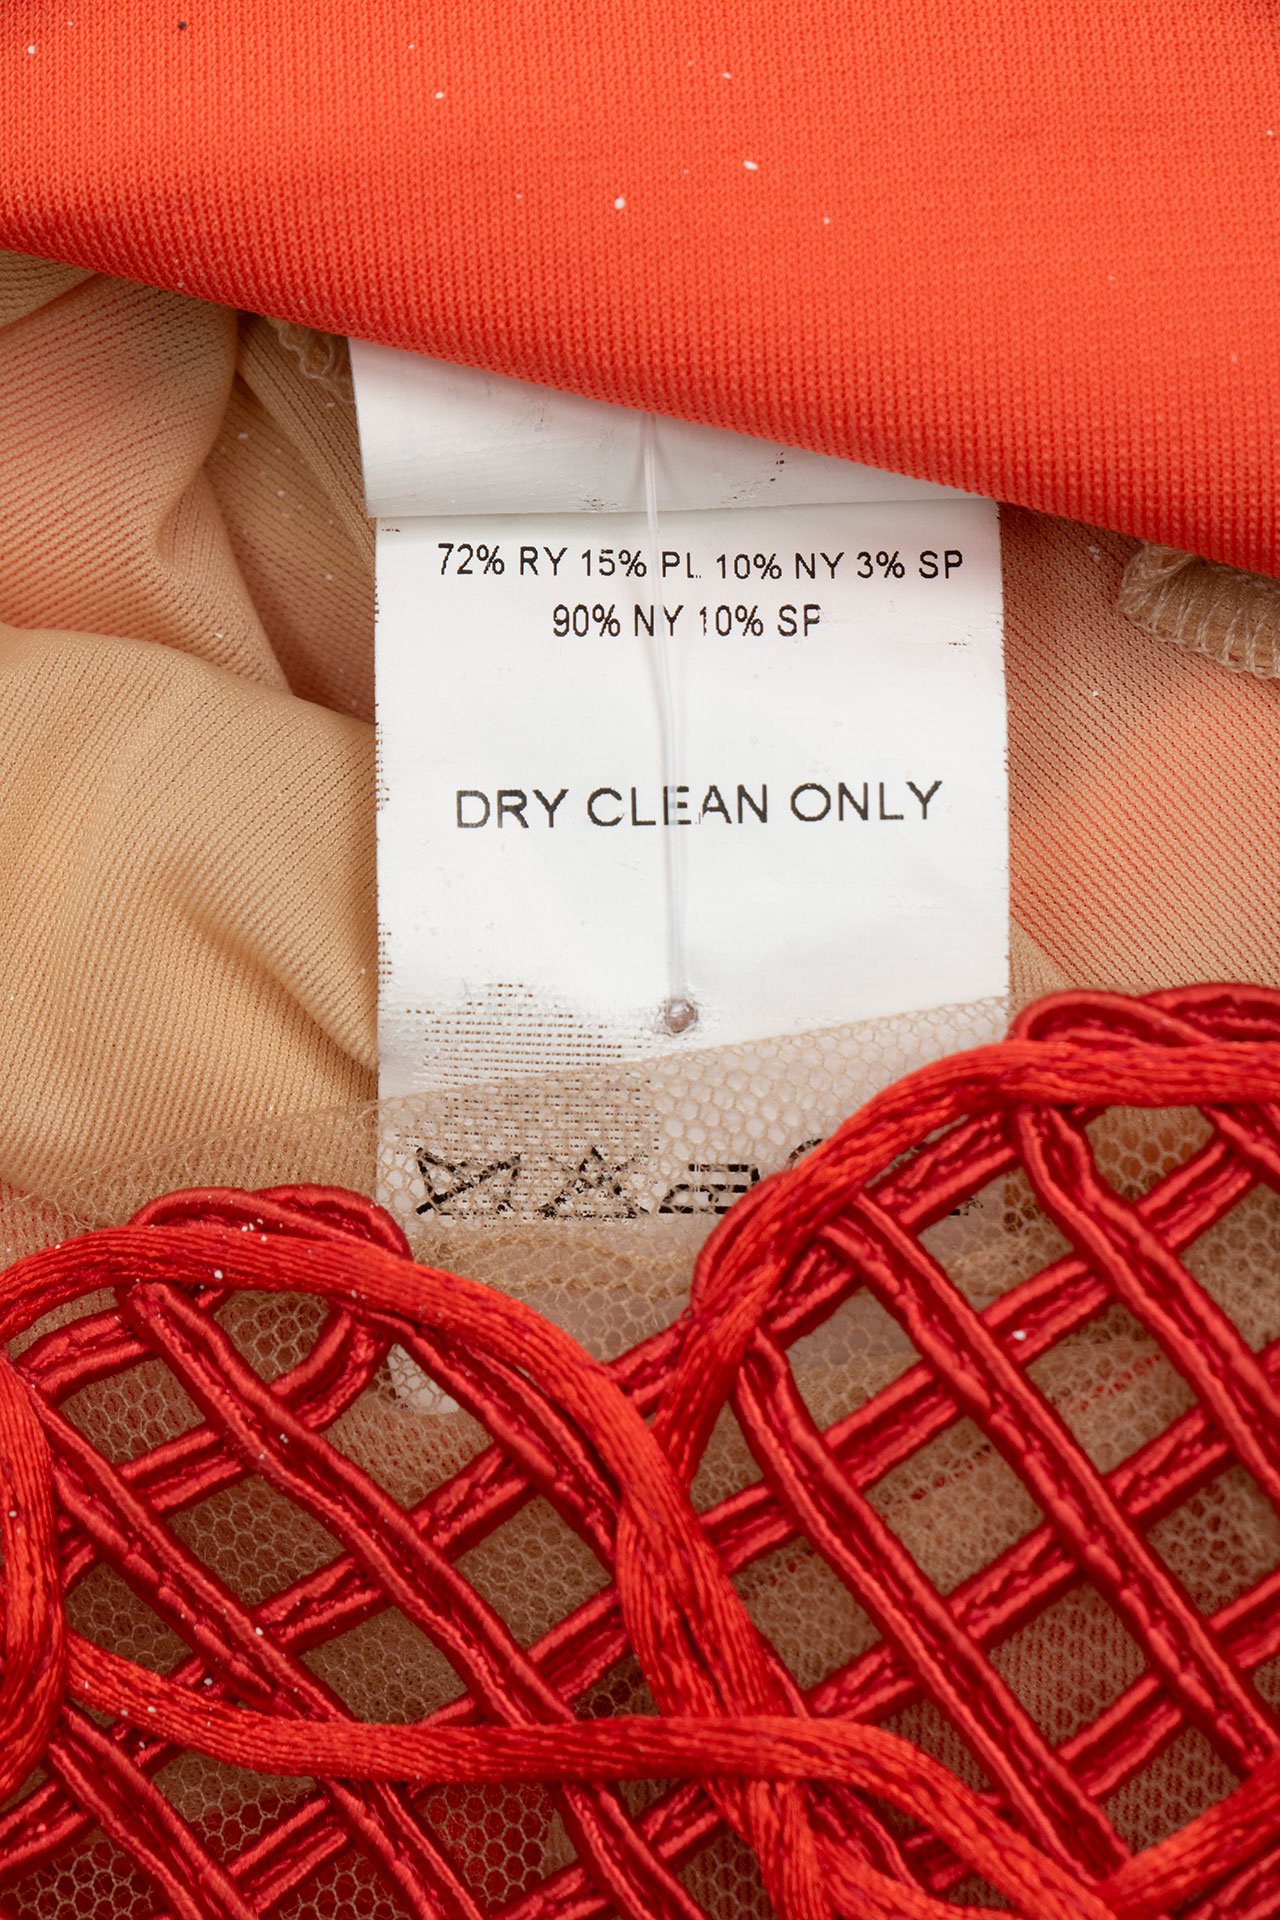 72% RY 15% PL 10% NY 3% SP
90% NY 10% SP
DRY CLEAN ONLY